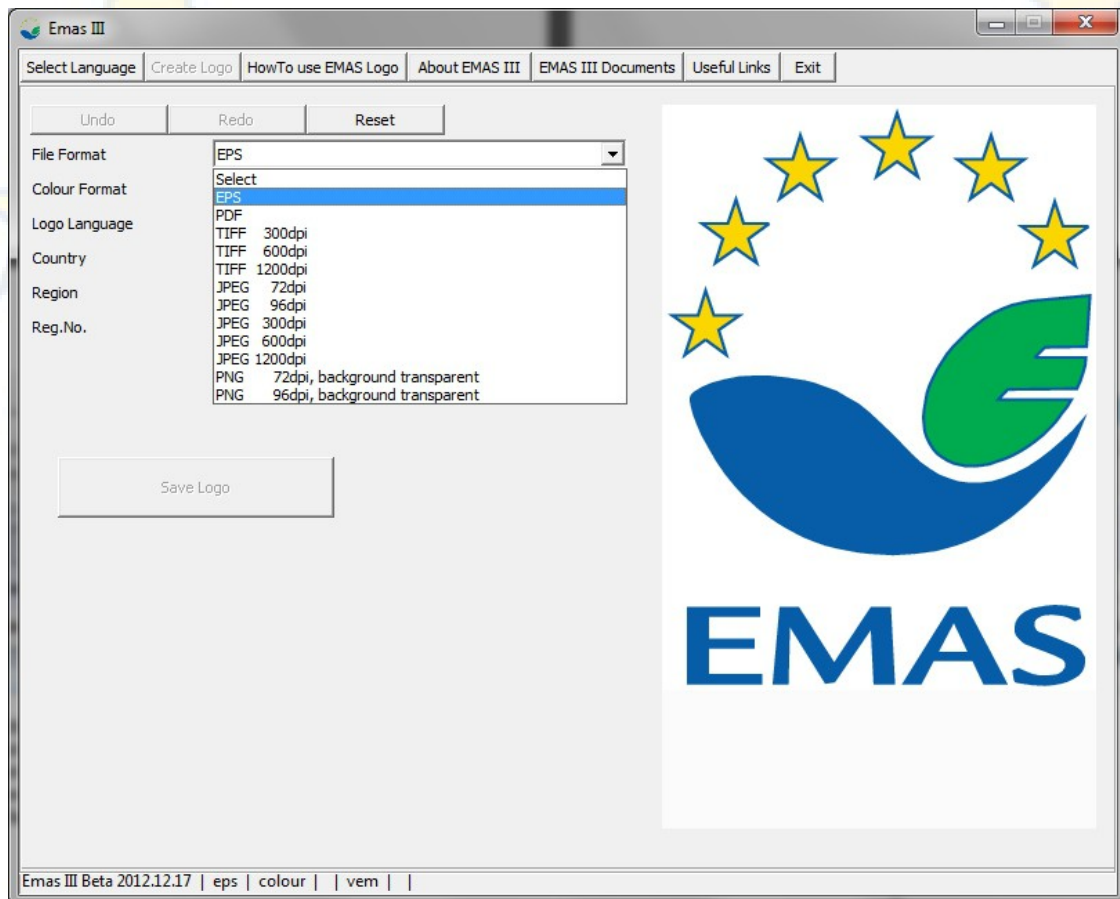 Emas III
Select Language Create Logo HowTo use EMAS Logo About EMAS III EMAS III Documents Useful Links Exit
Undo Redo Reset
File Format EPS
Select
Colour Format
EPS
PDF
Logo Language
TIFF 300dpi
TIFF 600dpi
Country
TIFF 1200dpi
JPEG 72dpi
Region
JPEG 96dpi
JPEG 300dpi
Reg.No.
JPEG 600dpi
JPEG 1200dpi
PNG 72dpi, background transparent
PNG 96dpi, background transparent
Save Logo
EMAS
Emas III Beta 2012.12.17 | eps | colour | | vem | |